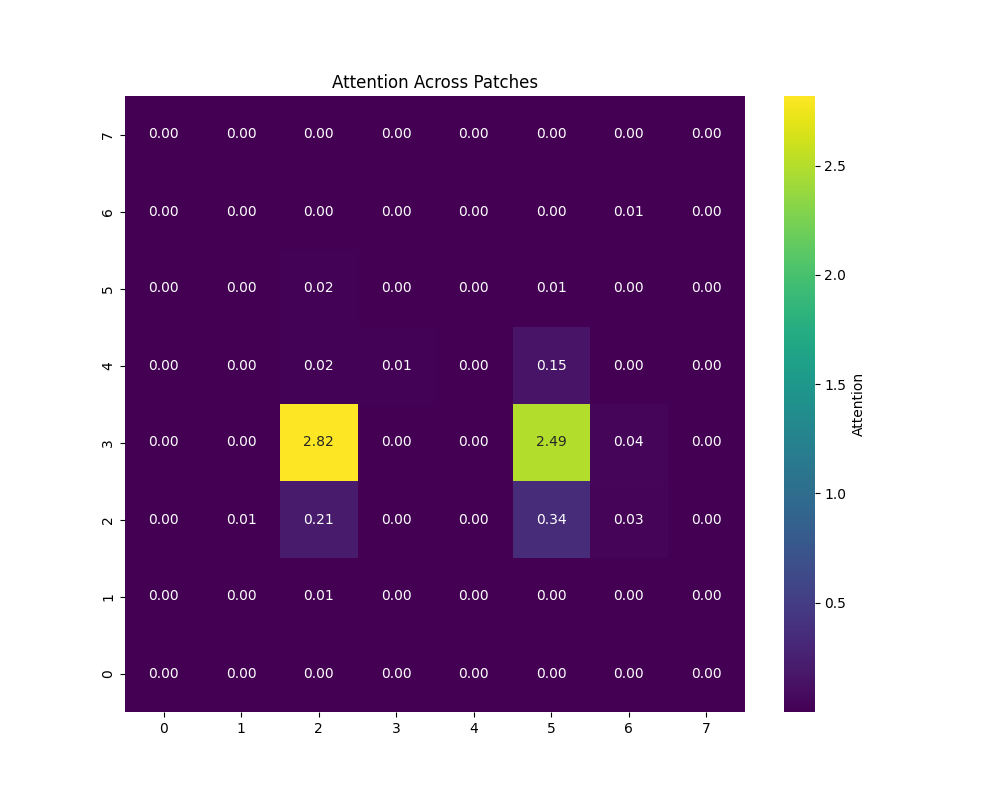 Attention Across Patches
7 0.00 0.00 0.00 0.00 0.00 0.00 0.00 0.00
6 0.00 0.00 0.00 0.00 0.00 0.00 0.01 0.00
5 0.00 0.00 0.02 0.00 0.00 0.01 0.00 0.00
4 0.00 0.00 0.02 0.01 0.00 0.15 0.00 0.00
3 0.00 0.00 2.82 0.00 0.00 2.49 0.04 0.00
2 0.00 0.01 0.21 0.00 0.00 0.34 0.03 0.00
1 0.00 0.00 0.01 0.00 0.00 0.00 0.00 0.00
0 0.00 0.00 0.00 0.00 0.00 0.00 0.00 0.00
0 1 2 3 4 5 6 7
2.5
2.0
1.5
1.0
0.5
Attention